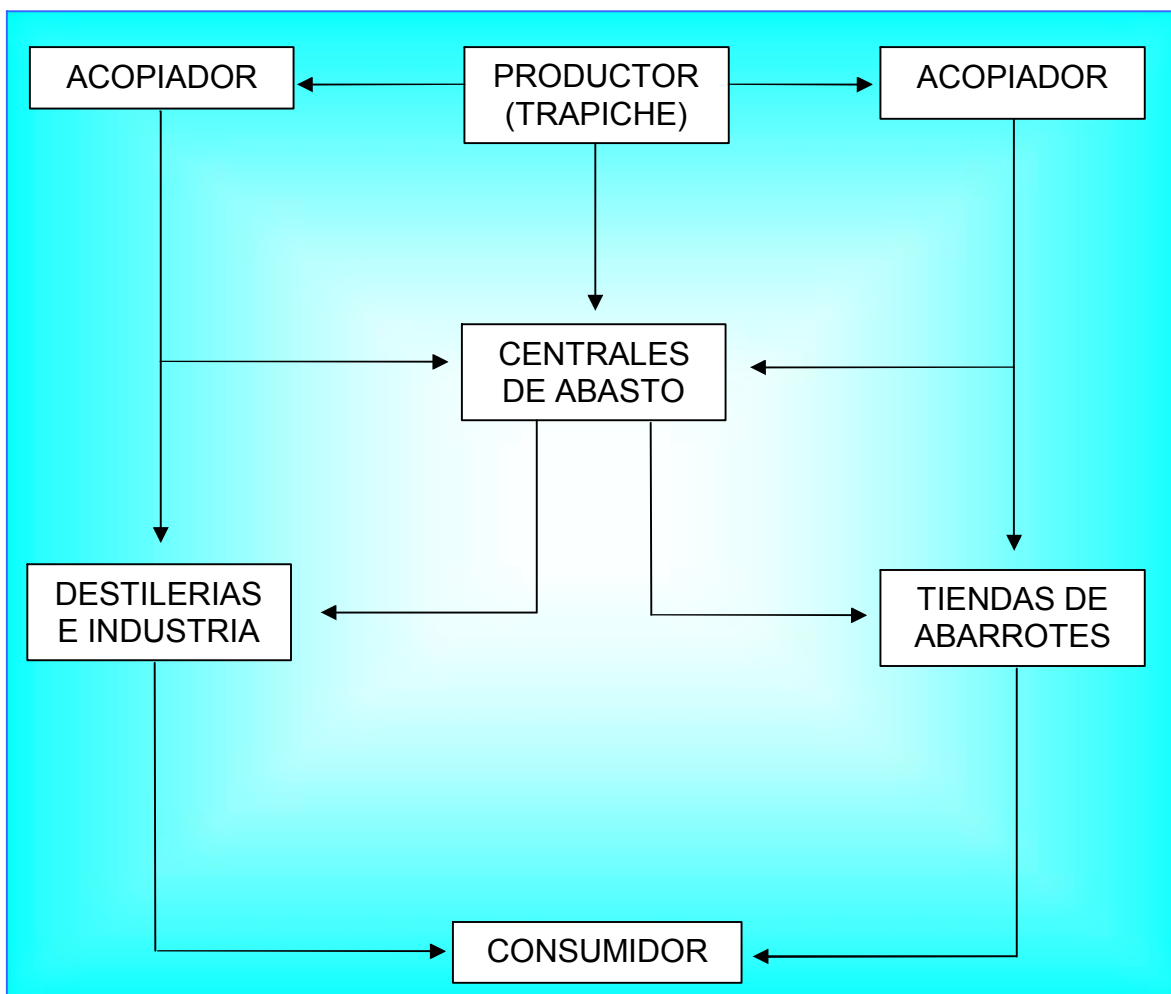 ACOPIADOR
PRODUCTOR
(TRAPICHE)
ACOPIADOR
CENTRALES
DE ABASTO
DESTILERIAS
E INDUSTRIA
TIENDAS DE
ABARROTES
CONSUMIDOR